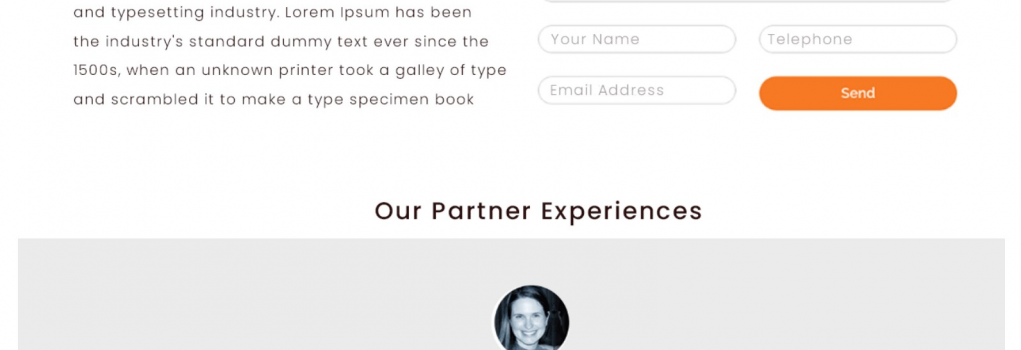 and typesetting industry. Lorem Ipsum has been
the industry's standard dummy text ever since the
1500s, when an unknown printer took a galley of type
and scrambled it to make a type specimen book
Your Name
Telephone
Email Address
Send
Our Partner Experiences